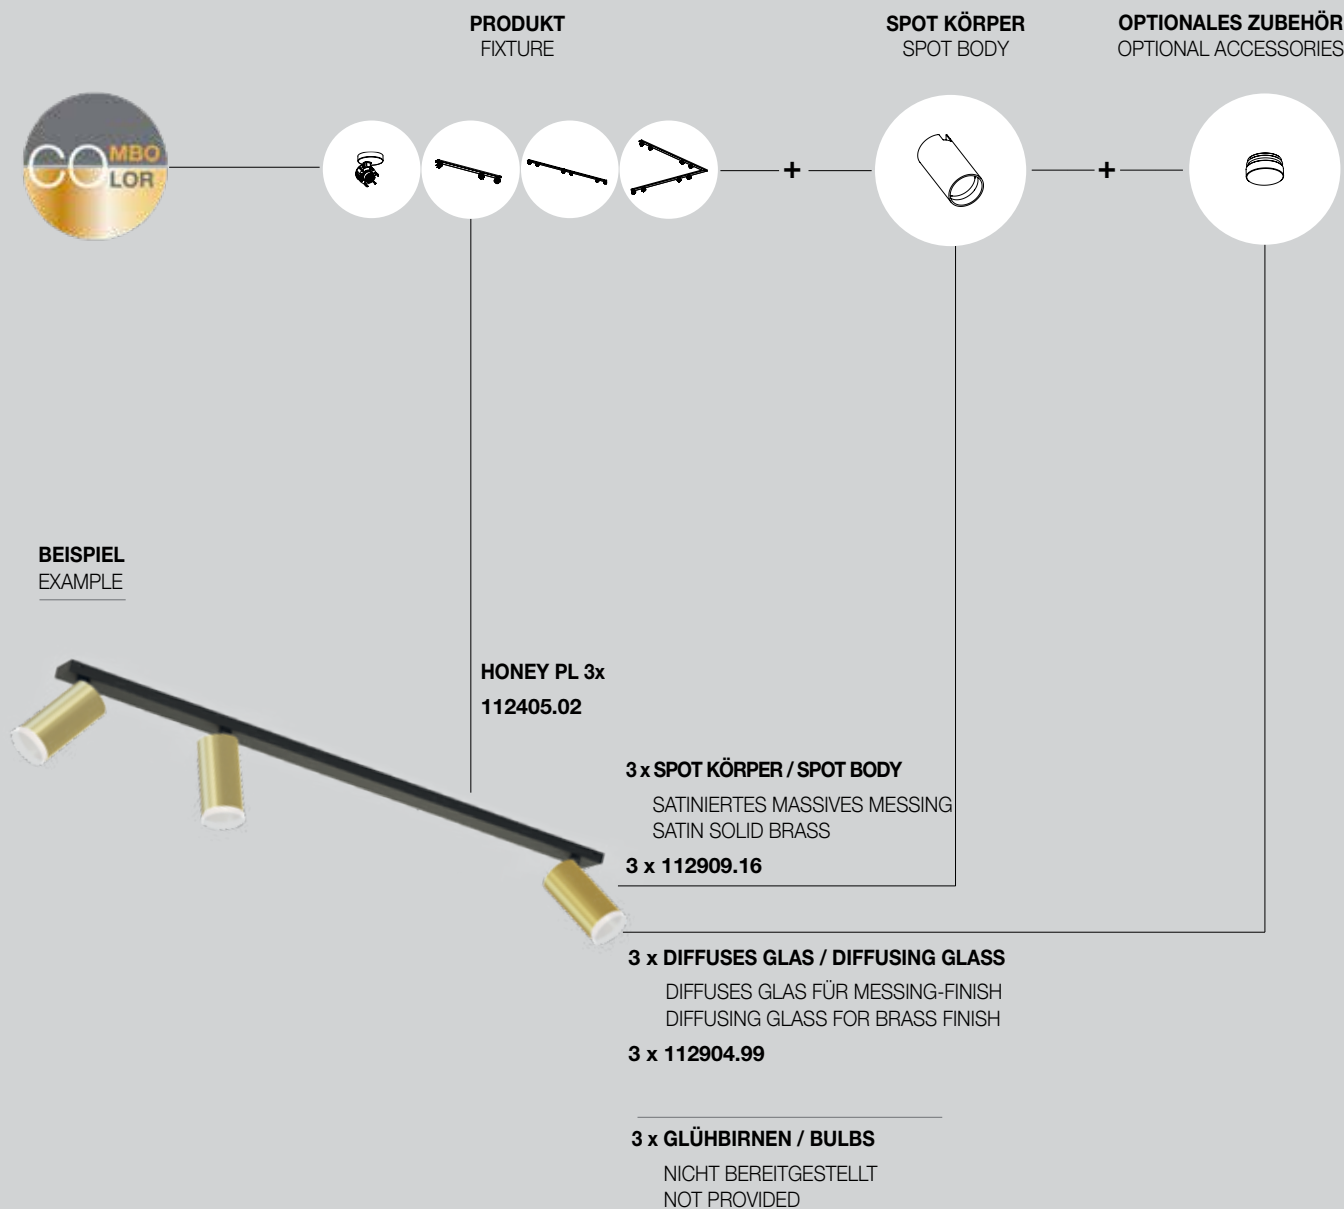 PRODUKT
FIXTURE
SPOT KÖRPER
SPOT BODY
OPTIONALES ZUBEHÖR
OPTIONAL ACCESSORIES
COMBO
LOR
+
+
BEISPIEL
EXAMPLE
HONEY PL 3x
112405.02
3 x SPOT KÖRPER / SPOT BODY
SATINIERTES MASSIVES MESSING
SATIN SOLID BRASS
3 x 112909.16
3 x DIFFUSES GLAS / DIFFUSING GLASS
DIFFUSES GLAS FÜR MESSING-FINISH
DIFFUSING GLASS FOR BRASS FINISH
3 x 112904.99
3 x GLÜHBIRNEN / BULBS
NICHT BEREITGESTELLT
NOT PROVIDED